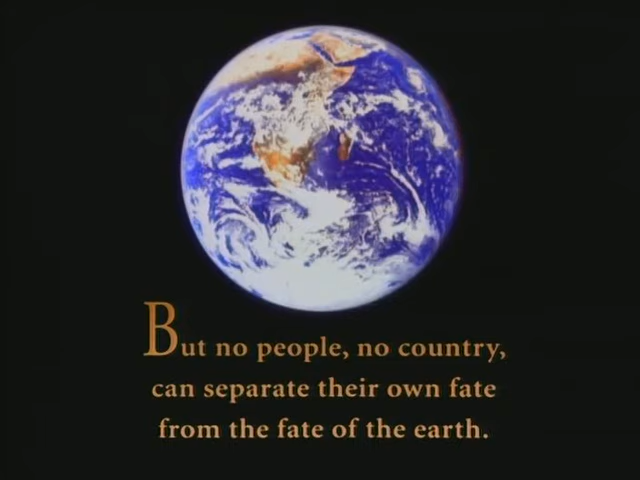 But no people, no country,
can separate their own fate
from the fate of the earth.